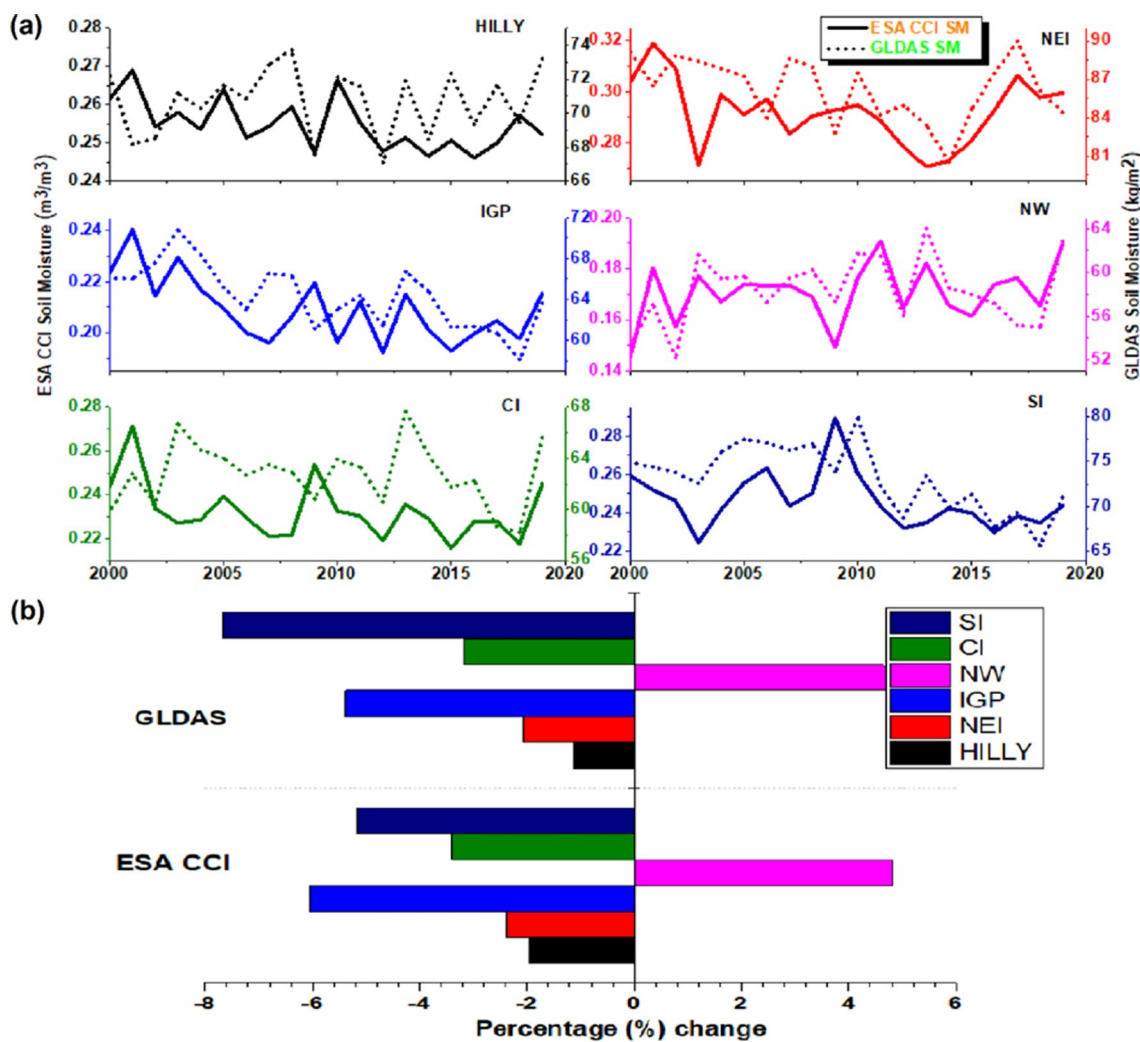 (a)
HILLY
ESA CCI SM
GLDAS SM
NEI
0.28
0.27
0.26
0.25
0.24
74
72
70
68
66
0.32
0.30
0.28
90
87
84
81
ESA CCI Soil Moisture (m³/m³)
GLDAS Soil Moisture (kg/m²)
IGP
NW
0.24
0.22
0.20
72
68
64
60
0.20
0.18
0.16
0.14
64
60
56
52
CI
SI
0.28
0.26
0.24
0.22
68
64
60
56
0.28
0.26
0.24
0.22
80
75
70
65
2000 2005 2010 2015 2020 2000 2005 2010 2015 2020
(b)
GLDAS
ESA CCI
SI
CI
NW
IGP
NEI
HILLY
-8 -6 -4 -2 0 2 4 6
Percentage (%) change